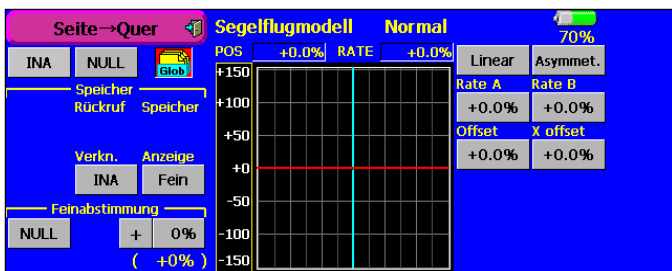 Seite→Quer Segelflugmodell Normal 70%
POS +0.0% RATE +0.0%
INA NULL Glob Linear Asymmet.
Speicher
Rückruf Speicher
Rate A Rate B
+0.0% +0.0%
Offset X offset
+0.0% +0.0%
Verkn. Anzeige
INA Fein
Feinabstimmung
NULL + 0%
( +0% )
+150
+100
+50
+0
-50
-100
-150